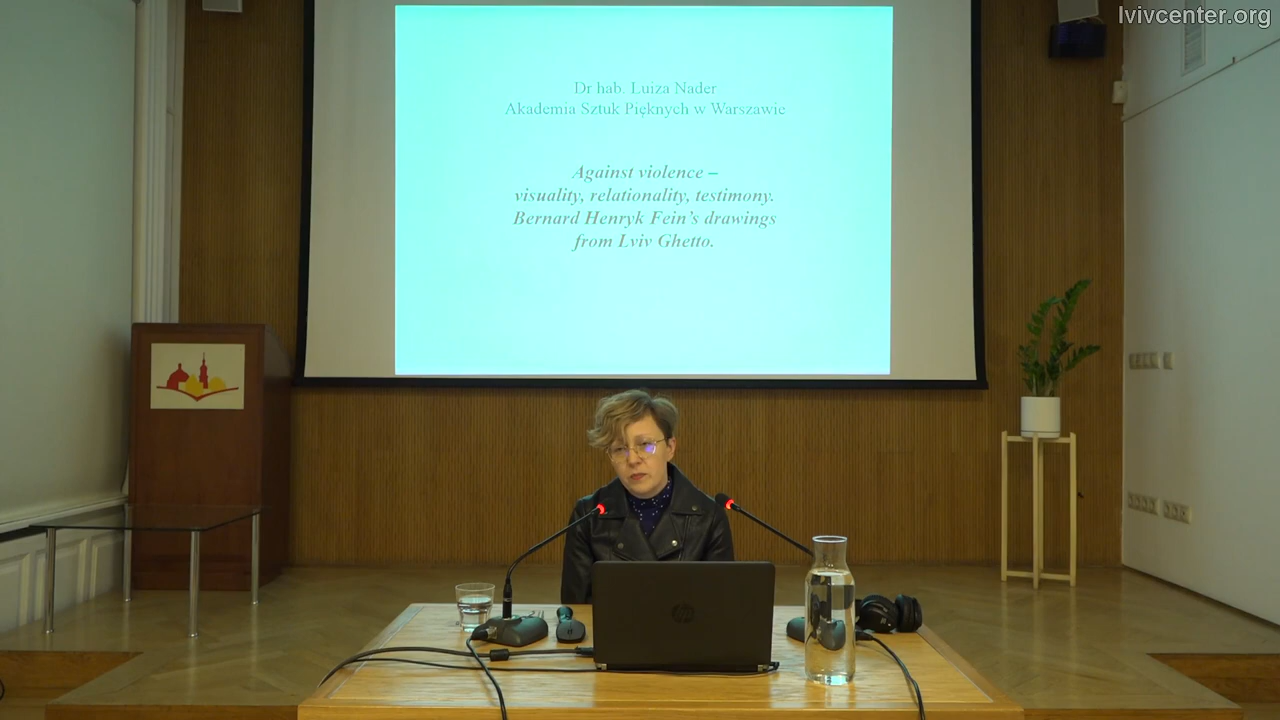 lvivcenter.org
Dr hab. Luiza Nader
Akademia Sztuk Pięknych w Warszawie
Against violence –
visuality, relationality, testimony.
Bernard Henryk Fein's drawings
from Lviv Ghetto.
hp